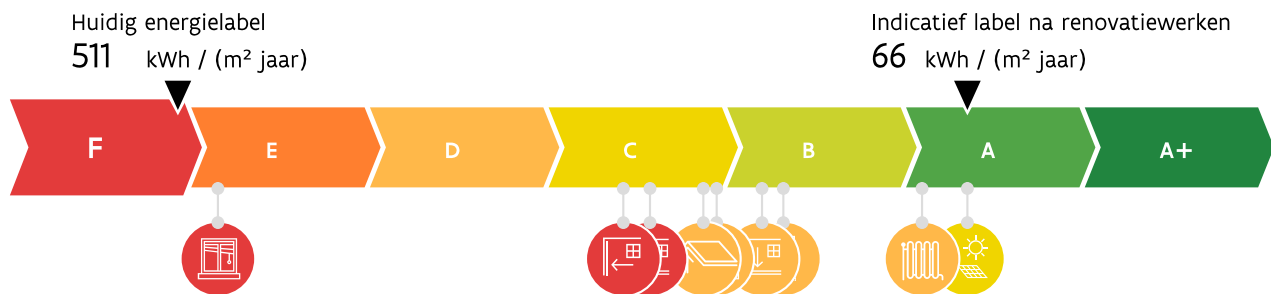 Huidig energielabel
511 kWh / (m² jaar)
Indicatief label na renovatiewerken
66 kWh / (m² jaar)
F E D C B A A+